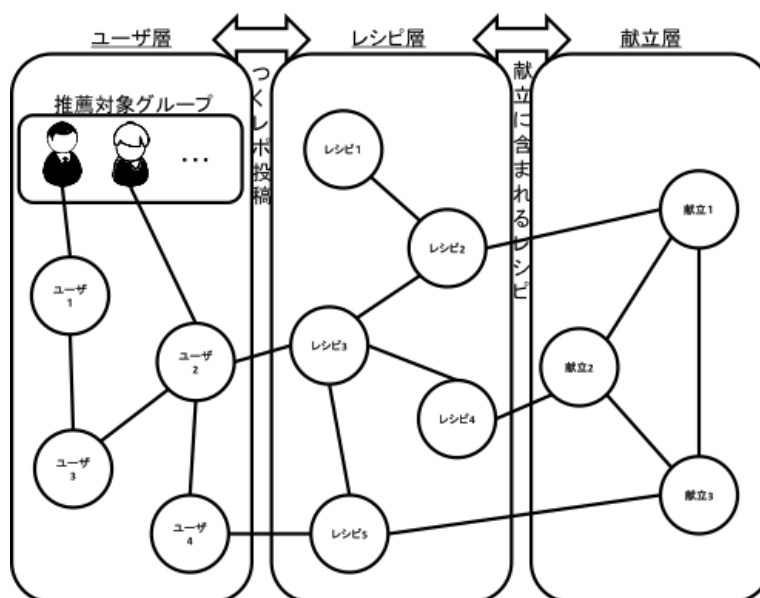 ユーザ層
レシピ層
献立層
つくレポ投稿
献立に含まれるレシピ
推薦対象グループ
…
レシピ1
レシピ2
献立1
ユーザ
1
レシピ3
ユーザ
2
献立2
レシピ4
ユーザ
3
献立3
ユーザ
4
レシピ5